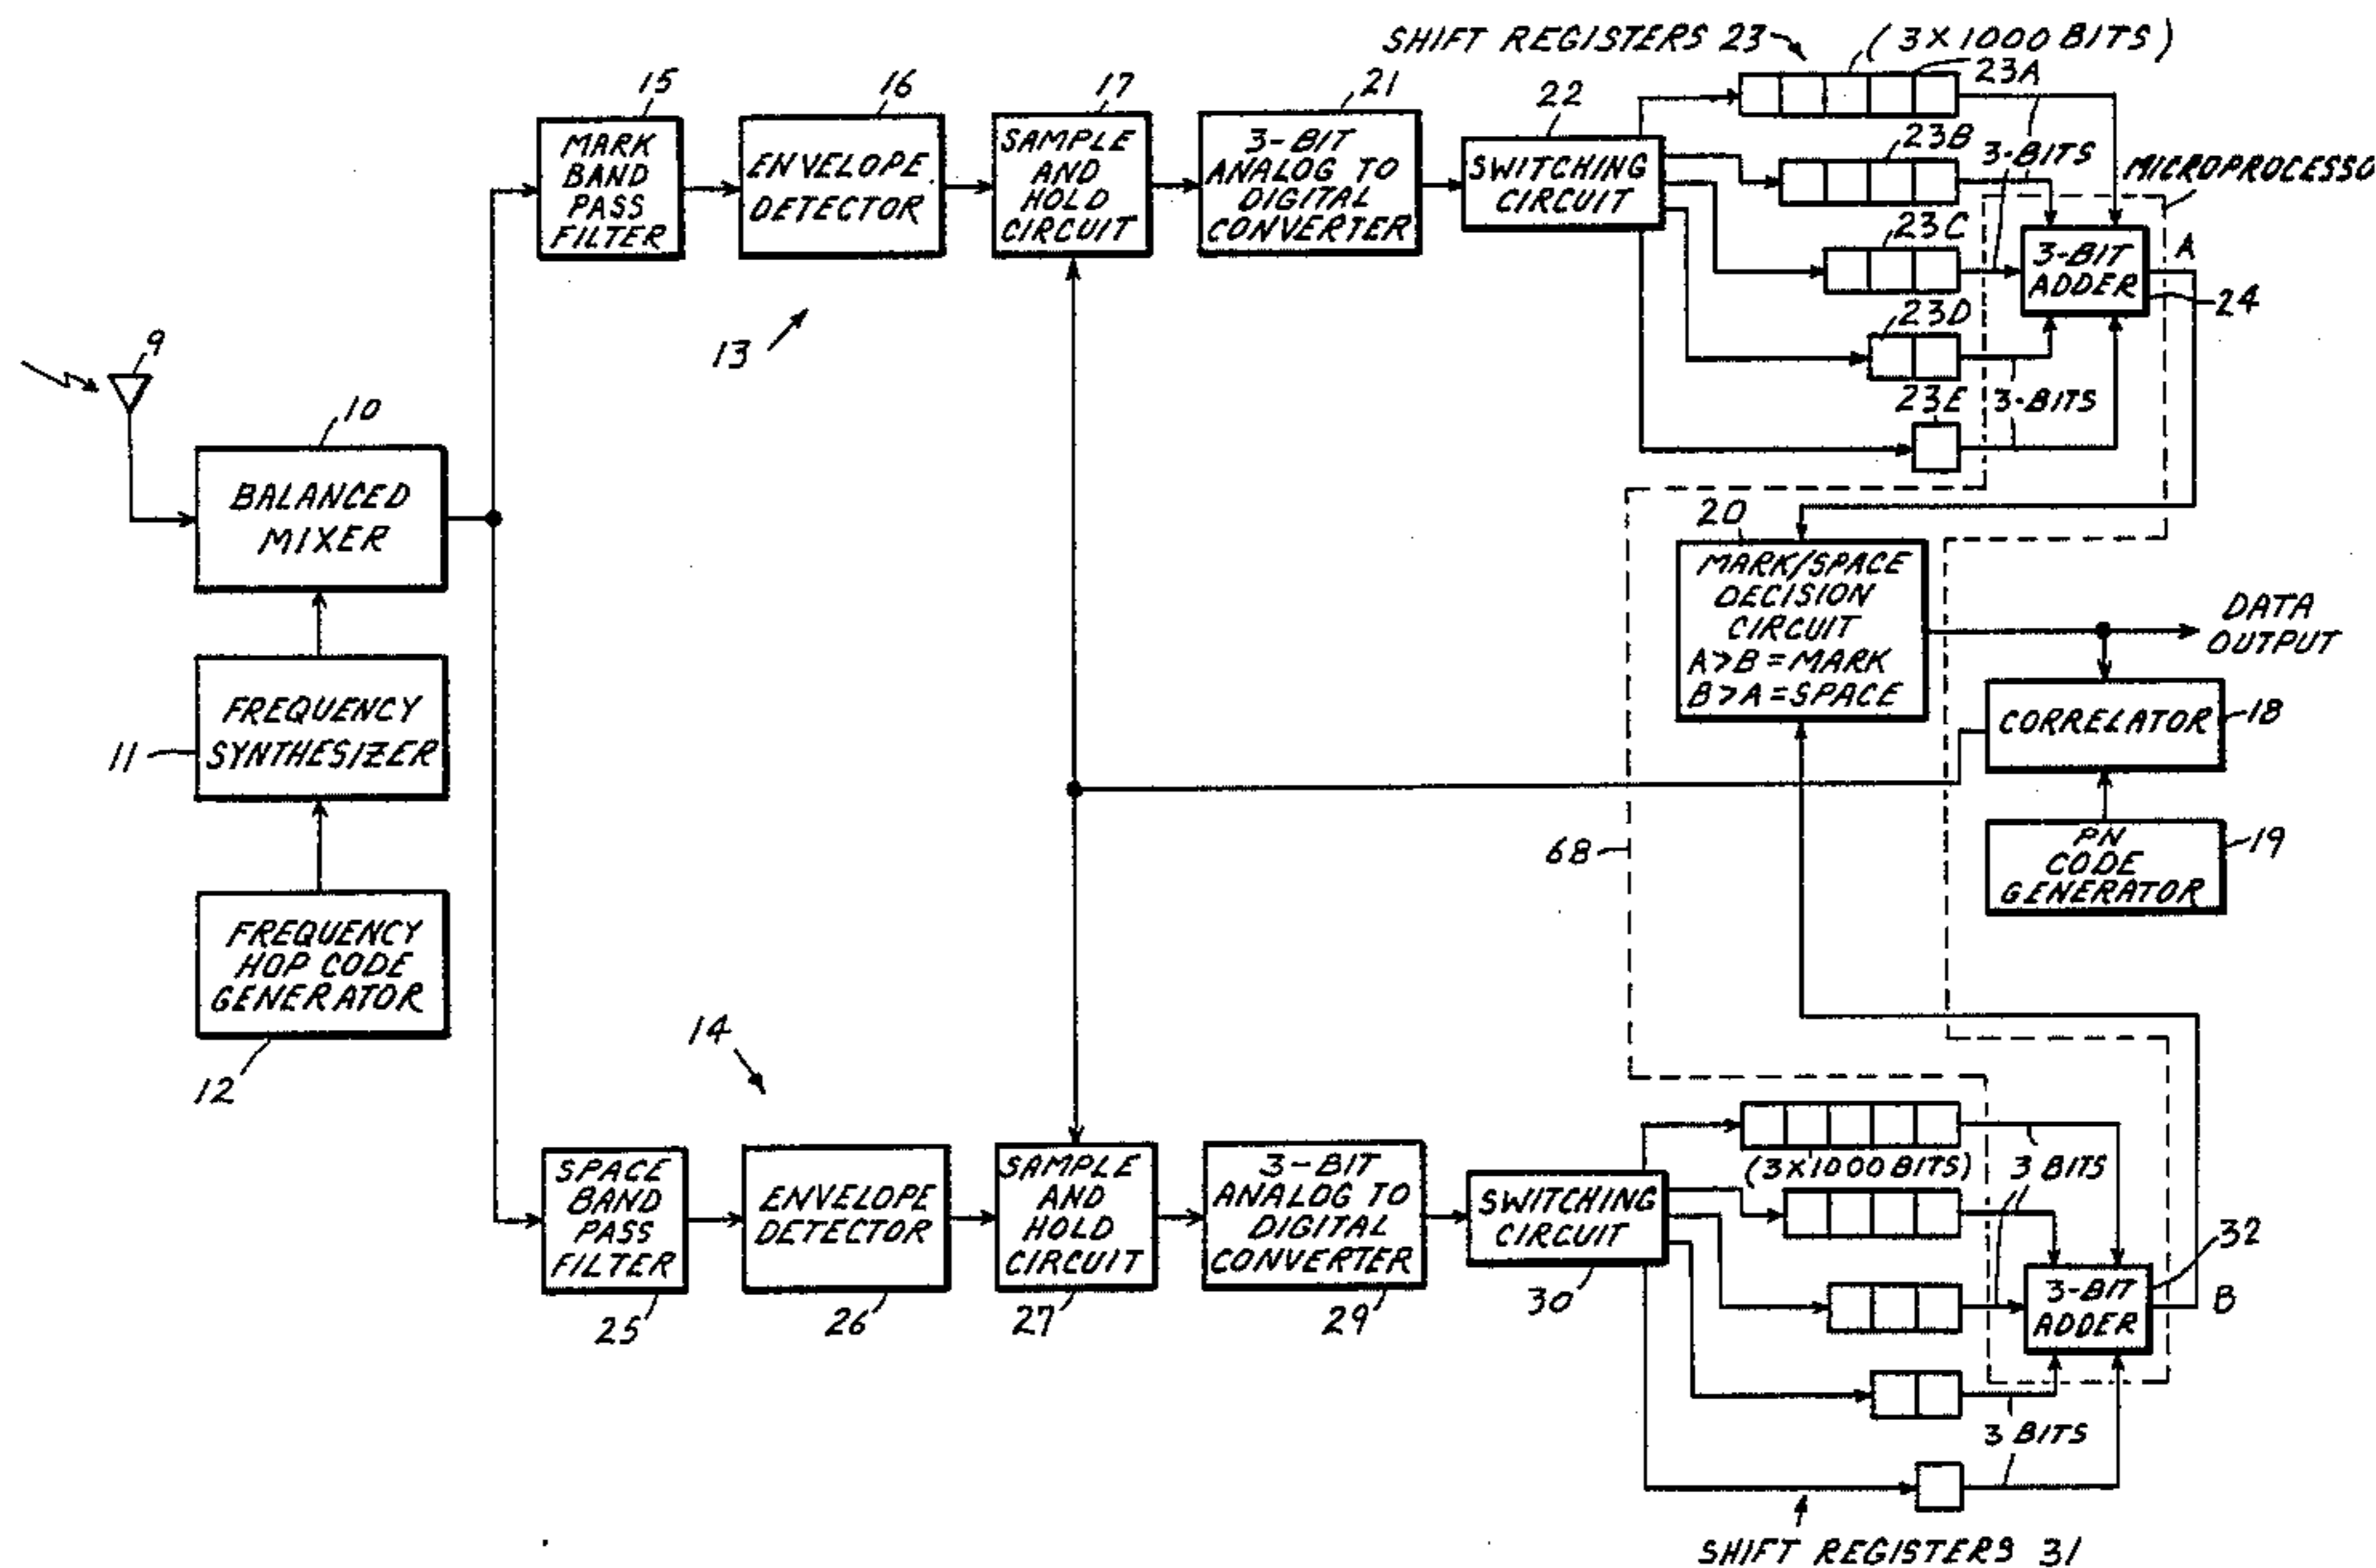 SHIFT REGISTERS 23
(3X1000 BITS)
23A
15
MARK
BAND
PASS
FILTER
16
ENVELOPE
DETECTOR
17
SAMPLE
AND
HOLD
CIRCUIT
21
3-BIT
ANALOG TO
DIGITAL
CONVERTER
22
SWITCHING
CIRCUIT
23B
3-BITS
MICROPROCESSO
23C
3-BIT
ADDER
A
24
23D
23E
3-BITS
13
9
10
BALANCED
MIXER
20
MARK/SPACE
DECISION
CIRCUIT
A>B=MARK
B>A=SPACE
DATA
OUTPUT
CORRELATOR
18
11
FREQUENCY
SYNTHESIZER
68
PN
CODE
GENERATOR
19
FREQUENCY
HOP CODE
GENERATOR
12
14
SPACE
BAND
PASS
FILTER
25
ENVELOPE
DETECTOR
26
SAMPLE
AND
HOLD
CIRCUIT
27
3-BIT
ANALOG TO
DIGITAL
CONVERTER
29
SWITCHING
CIRCUIT
30
(3X1000 BITS)
3 BITS
32
3-BIT
ADDER
B
3 BITS
SHIFT REGISTERS 31